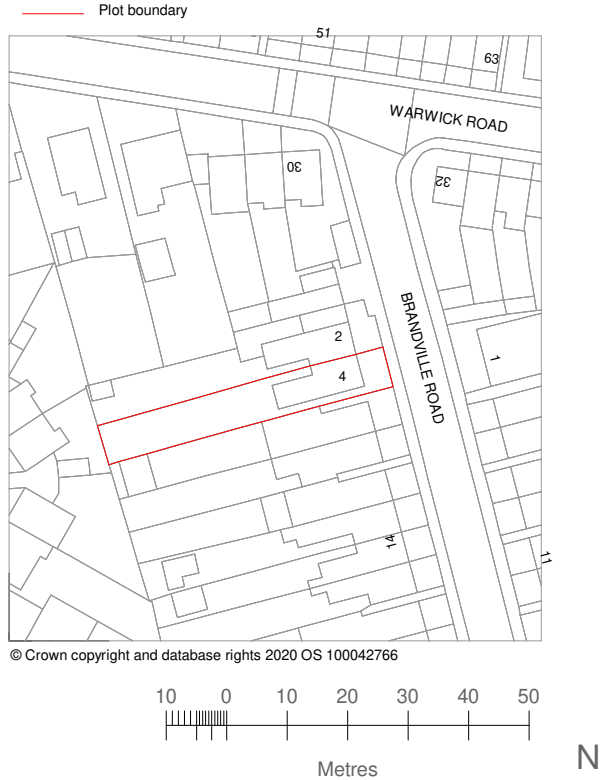 Plot boundary
51
63
WARWICK ROAD
30
32
2
BRANDVILLE ROAD
1
4
14
11
© Crown copyright and database rights 2020 OS 100042766
10 0 10 20 30 40 50
Metres
N